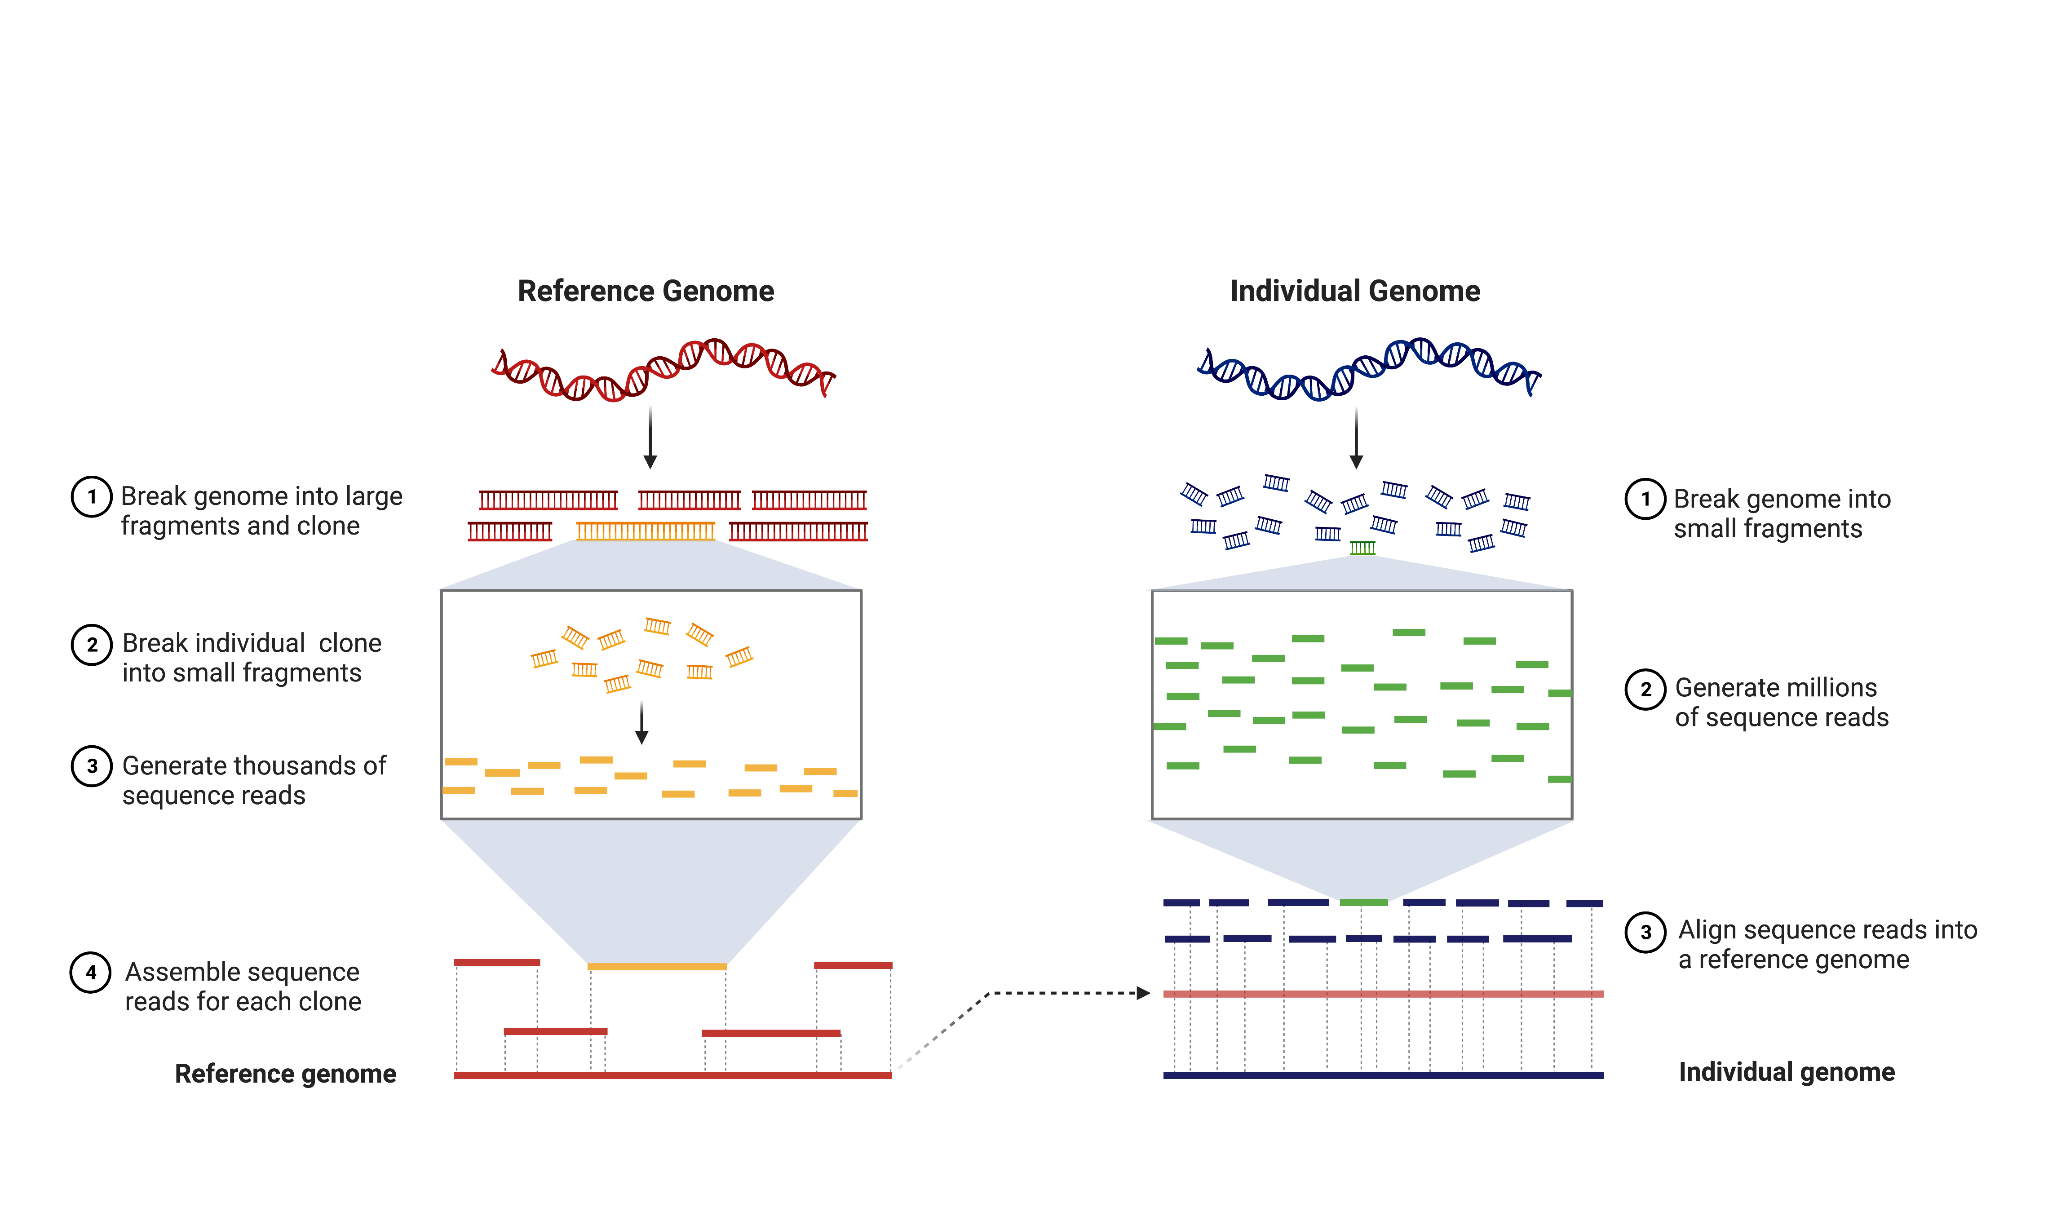 Reference Genome
1 Break genome into large
fragments and clone
2 Break individual clone
into small fragments
3 Generate thousands of
sequence reads
4 Assemble sequence
reads for each clone
Reference genome
Individual Genome
1 Break genome into
small fragments
2 Generate millions
of sequence reads
3 Align sequence reads into
a reference genome
Individual genome